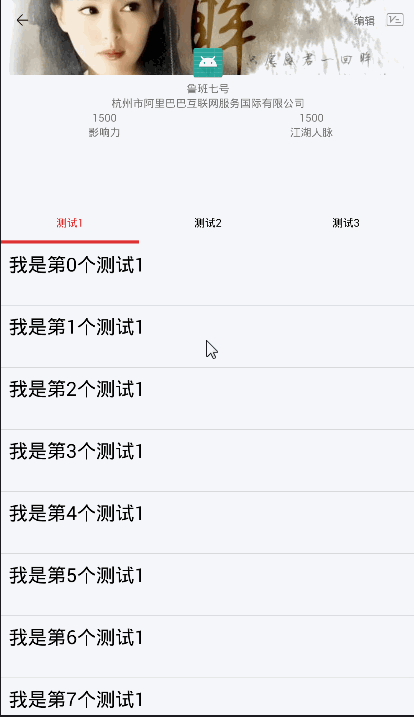 编辑
眸
一回眸
鲁班七号
杭州市阿里巴巴互联网服务国际有限公司
1500 1500
影响力 江湖人脉
测试1 测试2 测试3
我是第0个测试1
我是第1个测试1
我是第2个测试1
我是第3个测试1
我是第4个测试1
我是第5个测试1
我是第6个测试1
我是第7个测试1